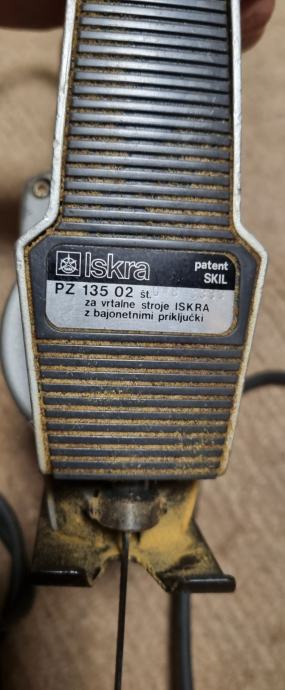 Iskra
patent
SKIL
PZ 135 02 št.
za vrtalne stroje ISKRA
z bajonetnimi priključki